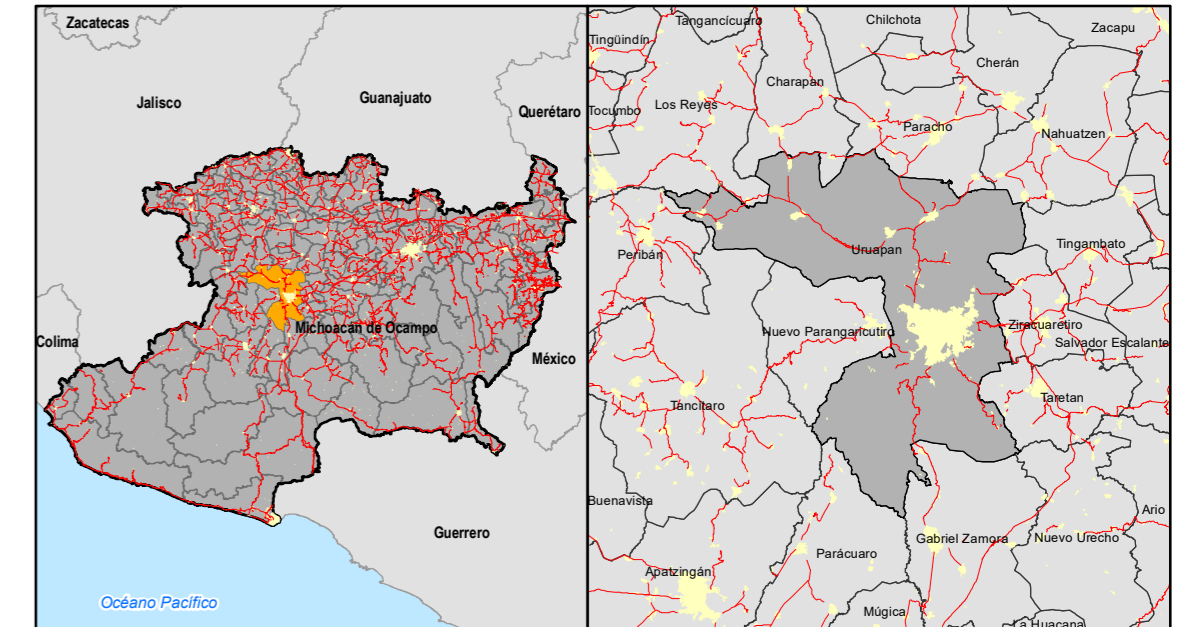 Zacatecas
Jalisco
Guanajuato
Querétaro
Colima
Michoacán de Ocampo
México
Guerrero
Océano Pacífico
Tangancícuaro
Chilchota
Zacapu
Tingüindín
Cherán
Charapan
Tocumbo
Los Reyes
Paracho
Nahuatzen
Peribán
Uruapan
Tingambato
Nuevo Parangaricutiro
Ziracuaretiro
Salvador Escalante
Tancítaro
Taretan
Buenavista
Ario
Gabriel Zamora
Nuevo Urecho
Parácuaro
Apatzingán
Múgica
La Huacana